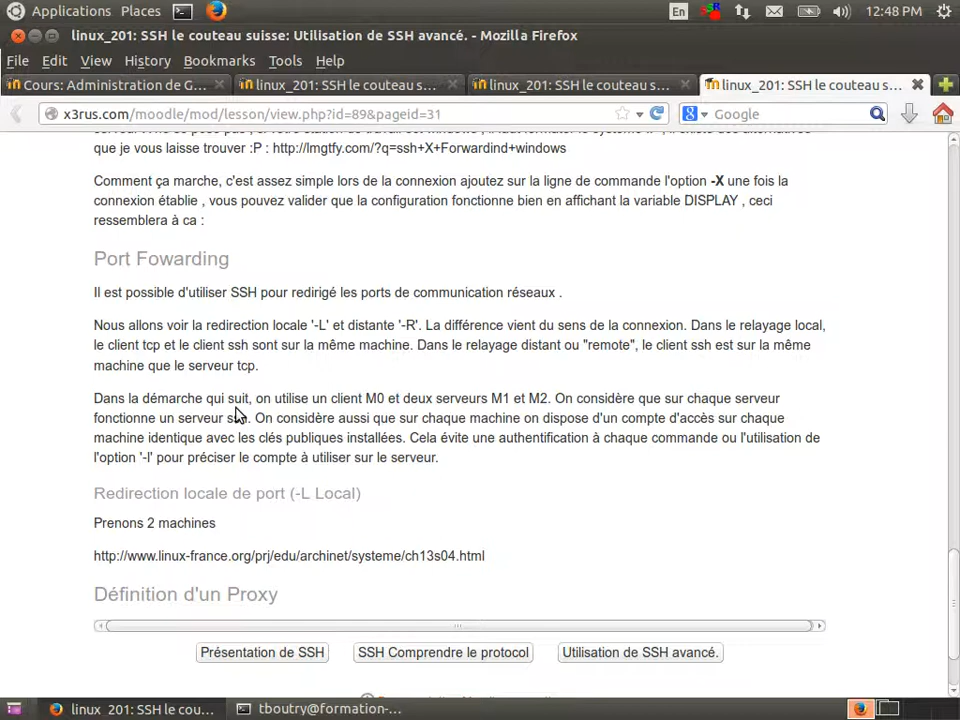 Applications Places En 12:48 PM
linux_201: SSH le couteau suisse: Utilisation de SSH avancé. - Mozilla Firefox
File Edit View History Bookmarks Tools Help
Cours: Administration de G... linux_201: SSH le couteau s... linux_201: SSH le couteau s... linux_201: SSH le couteau s...
x3rus.com/moodle/mod/lesson/view.php?id=89&pageid=31 Google
que je vous laisse trouver :P : http://lmgtfy.com/?q=ssh+X+Forwardind+windows
Comment ça marche, c'est assez simple lors de la connexion ajoutez sur la ligne de commande l'option -X une fois la
connexion établie , vous pouvez valider que la configuration fonctionne bien en affichant la variable DISPLAY , ceci
ressemblera à ca :
Port Fowarding
Il est possible d'utiliser SSH pour redirigé les ports de communication réseaux .
Nous allons voir la redirection locale '-L' et distante '-R'. La différence vient du sens de la connexion. Dans le relayage local,
le client tcp et le client ssh sont sur la même machine. Dans le relayage distant ou "remote", le client ssh est sur la même
machine que le serveur tcp.
Dans la démarche qui suit, on utilise un client M0 et deux serveurs M1 et M2. On considère que sur chaque serveur
fonctionne un serveur On considère aussi que sur chaque machine on dispose d'un compte d'accès sur chaque
machine identique avec les clés publiques installées. Cela évite une authentification à chaque commande ou l'utilisation de
l'option '-l' pour préciser le compte à utiliser sur le serveur.
Redirection locale de port (-L Local)
Prenons 2 machines
http://www.linux-france.org/prj/edu/archinet/systeme/ch13s04.html
Définition d'un Proxy
Présentation de SSH SSH Comprendre le protocol Utilisation de SSH avancé.
linux_201: SSH le cou... tboutry@formation-...